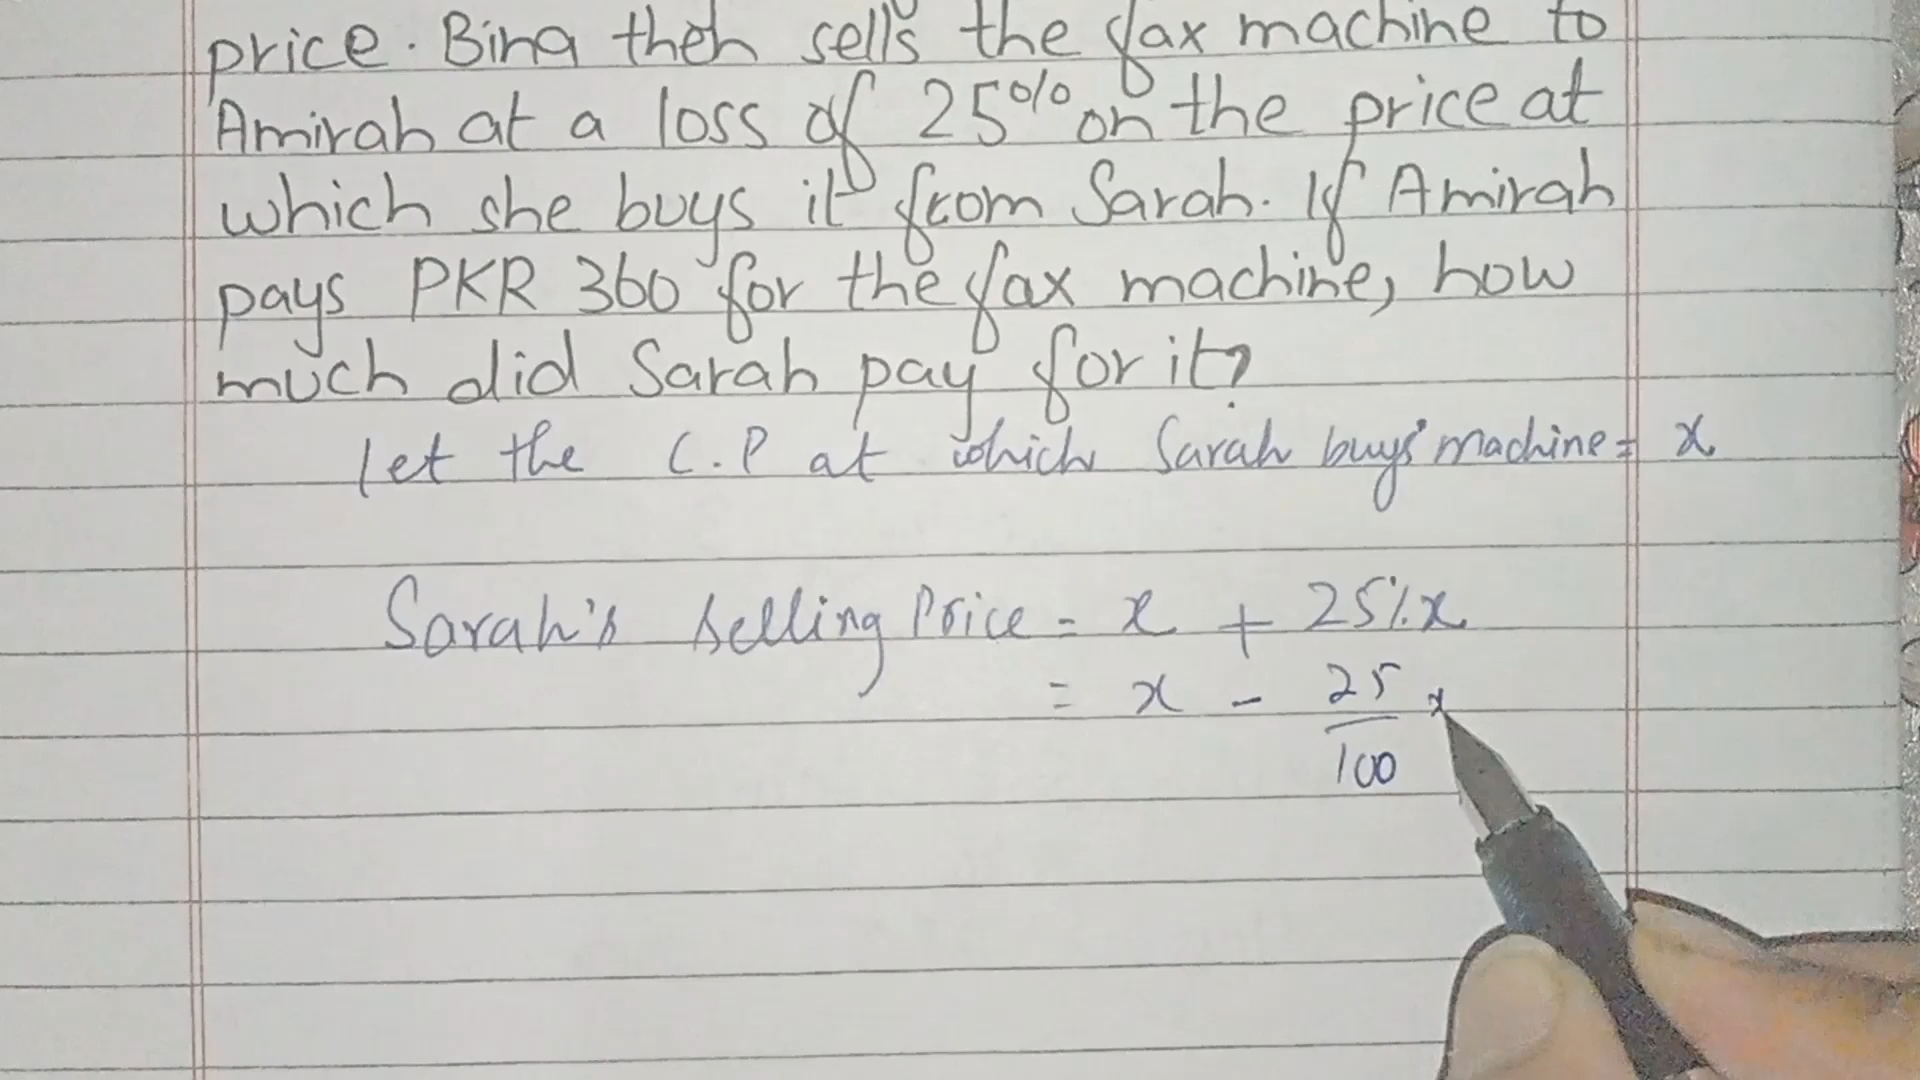 price. Bina then sells the fax machine to
Amirah at a loss of 25% on the price at
which she buys it from Sarah. If Amirah
pays PKR 360 for the fax machine, how
much did Sarah pay for it?
let the C.P at which Sarah buys machine = x
Sarah's selling Price = x + 25%x
= x - 25/100 x